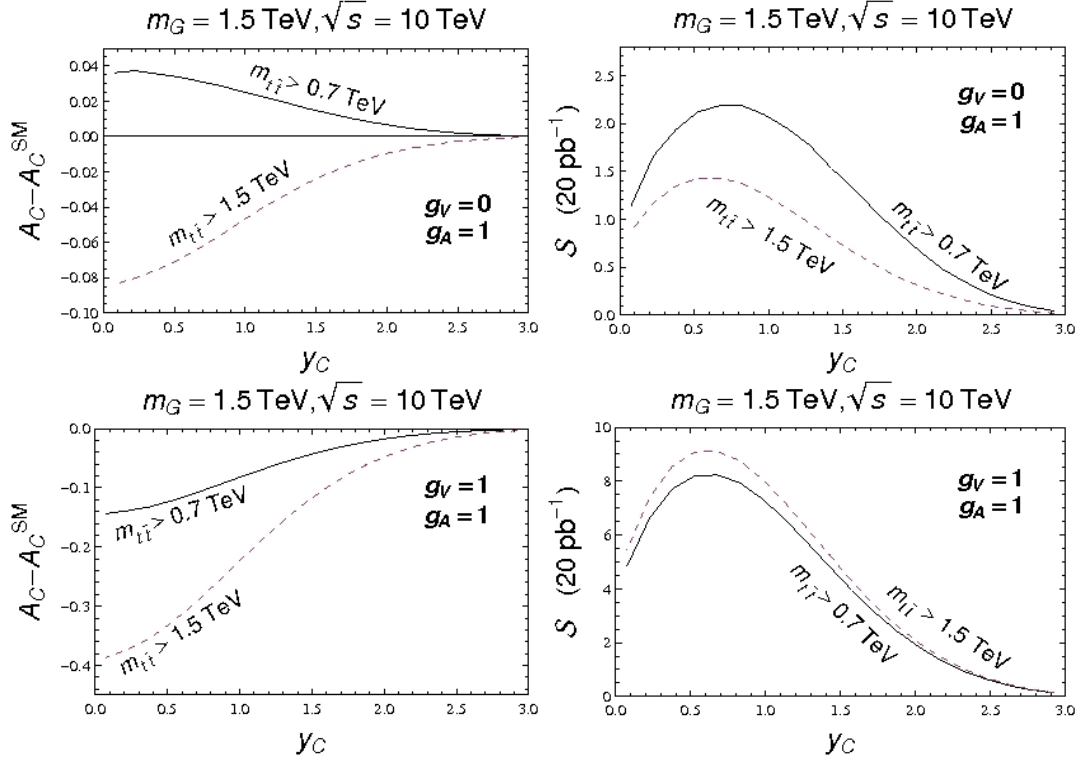 m_G = 1.5 TeV, √s = 10 TeV
A_C−A_C^SM
0.04
0.02
0.00
−0.02
−0.04
−0.06
−0.08
−0.10
m_tt̄ > 0.7 TeV
m_tt̄ > 1.5 TeV
g_V = 0
g_A = 1
0.0 0.5 1.0 1.5 2.0 2.5 3.0
y_C
m_G = 1.5 TeV, √s = 10 TeV
S (20 pb⁻¹)
2.5
2.0
1.5
1.0
0.5
0.0
g_V = 0
g_A = 1
m_tt̄ > 0.7 TeV
m_tt̄ > 1.5 TeV
0.0 0.5 1.0 1.5 2.0 2.5 3.0
y_C
m_G = 1.5 TeV, √s = 10 TeV
A_C−A_C^SM
0.0
−0.1
−0.2
−0.3
−0.4
m_tt̄ > 0.7 TeV
m_tt̄ > 1.5 TeV
g_V = 1
g_A = 1
0.0 0.5 1.0 1.5 2.0 2.5 3.0
y_C
m_G = 1.5 TeV, √s = 10 TeV
S (20 pb⁻¹)
10
8
6
4
2
0
g_V = 1
g_A = 1
m_tt̄ > 0.7 TeV
m_tt̄ > 1.5 TeV
0.0 0.5 1.0 1.5 2.0 2.5 3.0
y_C